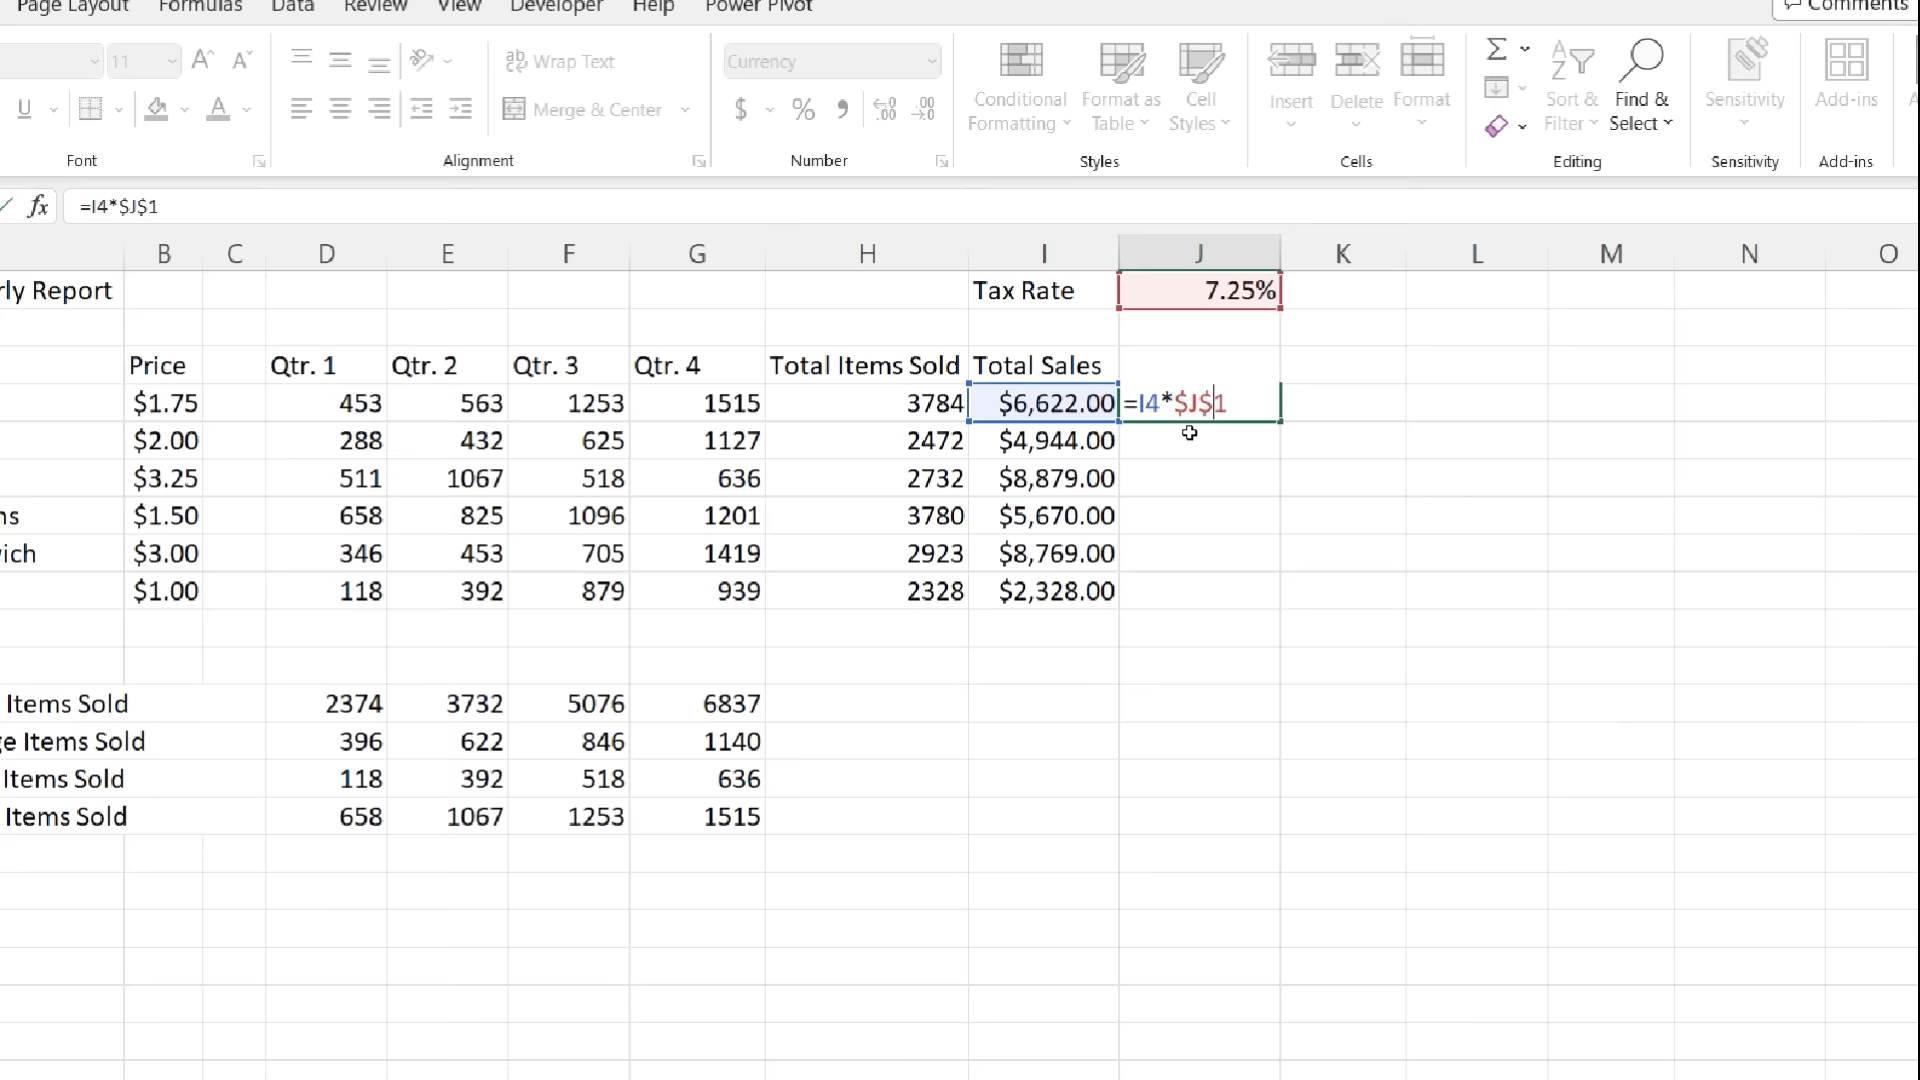 Page Layout Formulas Data Review View Developer Help Power Pivot Comments
11 A A ab Wrap Text Currency Σ
U A Merge & Center $ % Conditional Formatting Format as Table Cell Styles Insert Delete Format Sort & Filter Find & Select Sensitivity Add-ins
Font Alignment Number Styles Cells Editing Sensitivity Add-ins
fx =I4*$J$1
B C D E F G H I J K L M N O
rly Report Tax Rate 7.25%
Price Qtr. 1 Qtr. 2 Qtr. 3 Qtr. 4 Total Items Sold Total Sales
$1.75 453 563 1253 1515 3784 $6,622.00 =I4*$J$1
$2.00 288 432 625 1127 2472 $4,944.00
$3.25 511 1067 518 636 2732 $8,879.00
ns $1.50 658 825 1096 1201 3780 $5,670.00
ich $3.00 346 453 705 1419 2923 $8,769.00
$1.00 118 392 879 939 2328 $2,328.00
Items Sold 2374 3732 5076 6837
ge Items Sold 396 622 846 1140
Items Sold 118 392 518 636
Items Sold 658 1067 1253 1515